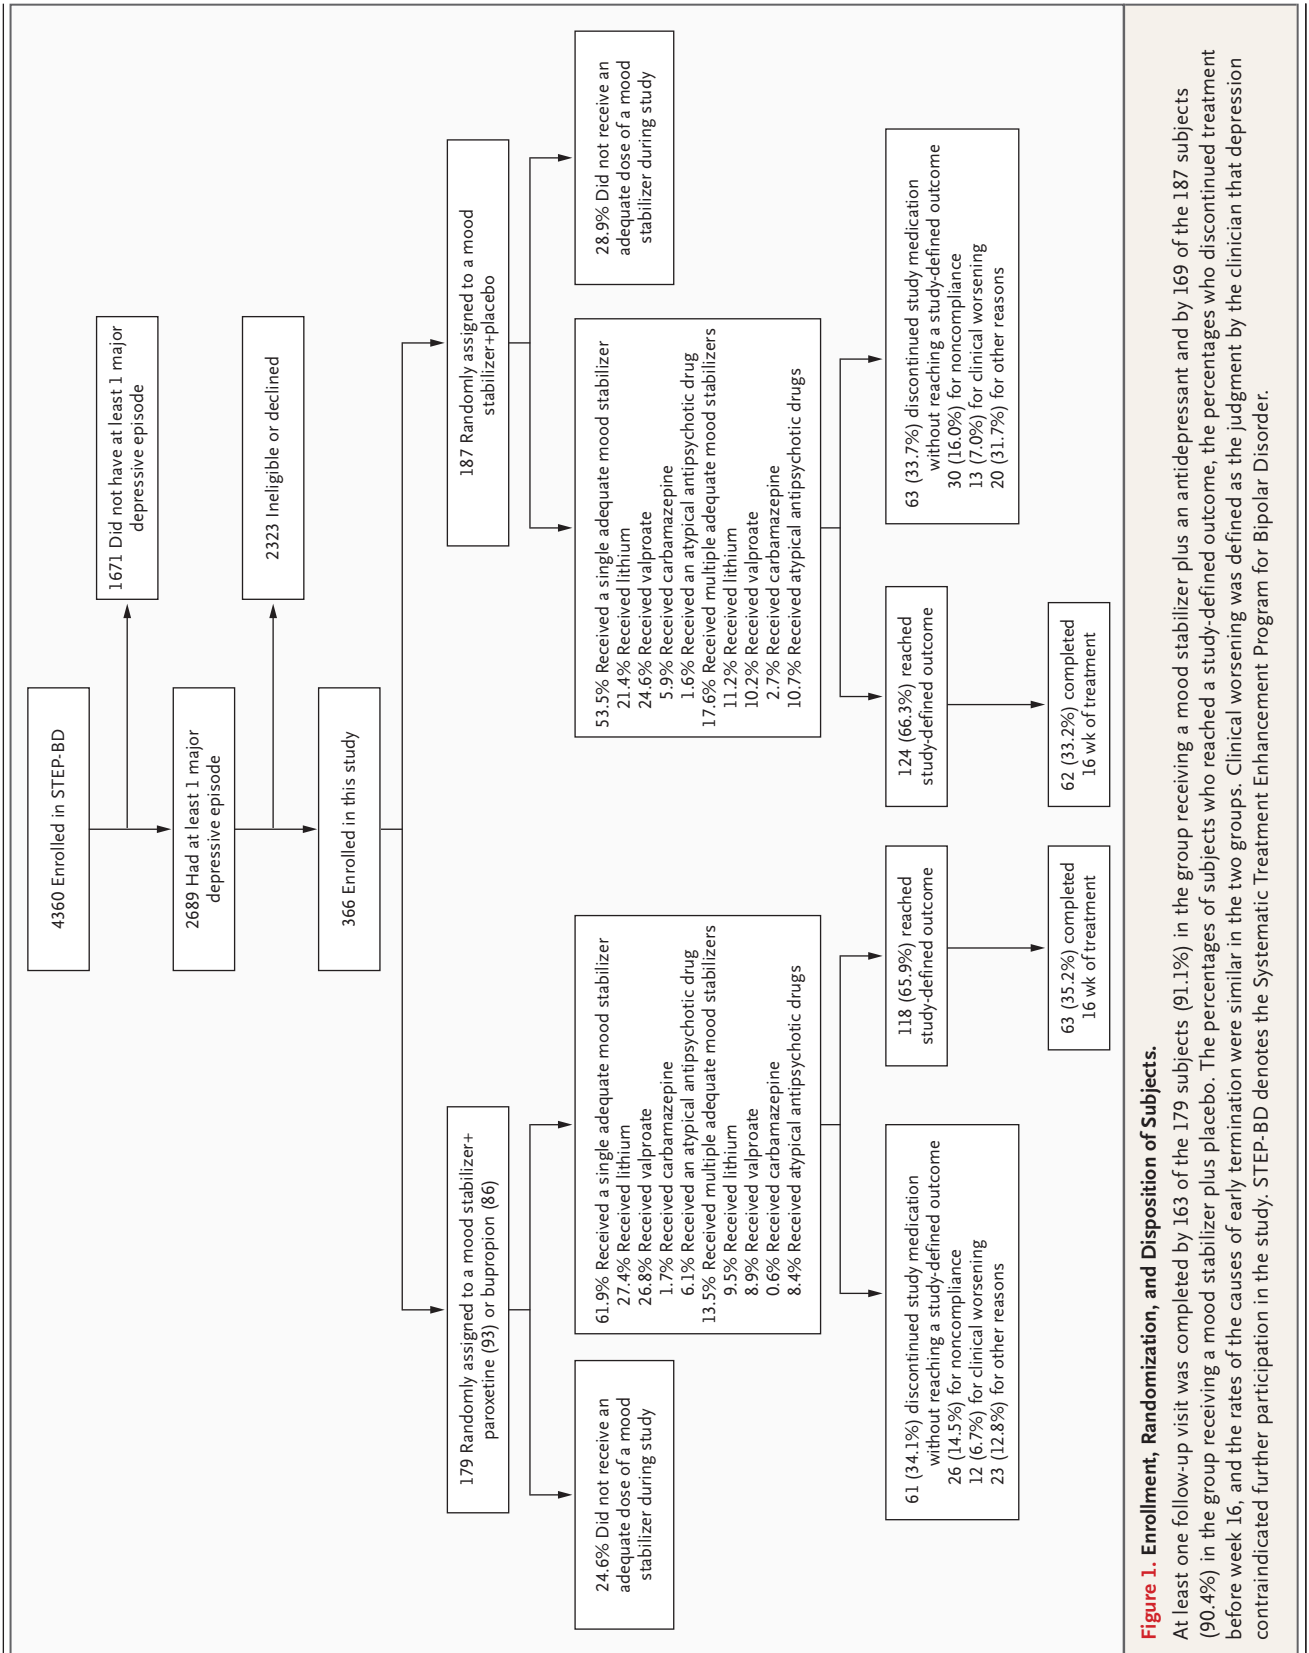 4360 Enrolled in STEP-BD
1671 Did not have at least 1 major
depressive episode
2689 Had at least 1 major
depressive episode
2323 Ineligible or declined
366 Enrolled in this study
179 Randomly assigned to a mood stabilizer+
paroxetine (93) or bupropion (86)
187 Randomly assigned to a mood
stabilizer+placebo
24.6% Did not receive an
adequate dose of a mood
stabilizer during study
61.9% Received a single adequate mood stabilizer
27.4% Received lithium
26.8% Received valproate
1.7% Received carbamazepine
6.1% Received an atypical antipsychotic drug
13.5% Received multiple adequate mood stabilizers
9.5% Received lithium
8.9% Received valproate
0.6% Received carbamazepine
8.4% Received atypical antipsychotic drugs
53.5% Received a single adequate mood stabilizer
21.4% Received lithium
24.6% Received valproate
5.9% Received carbamazepine
1.6% Received an atypical antipsychotic drug
17.6% Received multiple adequate mood stabilizers
11.2% Received lithium
10.2% Received valproate
2.7% Received carbamazepine
10.7% Received atypical antipsychotic drugs
28.9% Did not receive an
adequate dose of a mood
stabilizer during study
61 (34.1%) discontinued study medication
without reaching a study-defined outcome
26 (14.5%) for noncompliance
12 (6.7%) for clinical worsening
23 (12.8%) for other reasons
118 (65.9%) reached
study-defined outcome
124 (66.3%) reached
study-defined outcome
63 (33.7%) discontinued study medication
without reaching a study-defined outcome
30 (16.0%) for noncompliance
13 (7.0%) for clinical worsening
20 (31.7%) for other reasons
63 (35.2%) completed
16 wk of treatment
62 (33.2%) completed
16 wk of treatment
Figure 1. Enrollment, Randomization, and Disposition of Subjects.
At least one follow-up visit was completed by 163 of the 179 subjects (91.1%) in the group receiving a mood stabilizer plus an antidepressant and by 169 of the 187 subjects
(90.4%) in the group receiving a mood stabilizer plus placebo. The percentages of subjects who reached a study-defined outcome, the percentages who discontinued treatment
before week 16, and the rates of the causes of early termination were similar in the two groups. Clinical worsening was defined as the judgment by the clinician that depression
contraindicated further participation in the study. STEP-BD denotes the Systematic Treatment Enhancement Program for Bipolar Disorder.